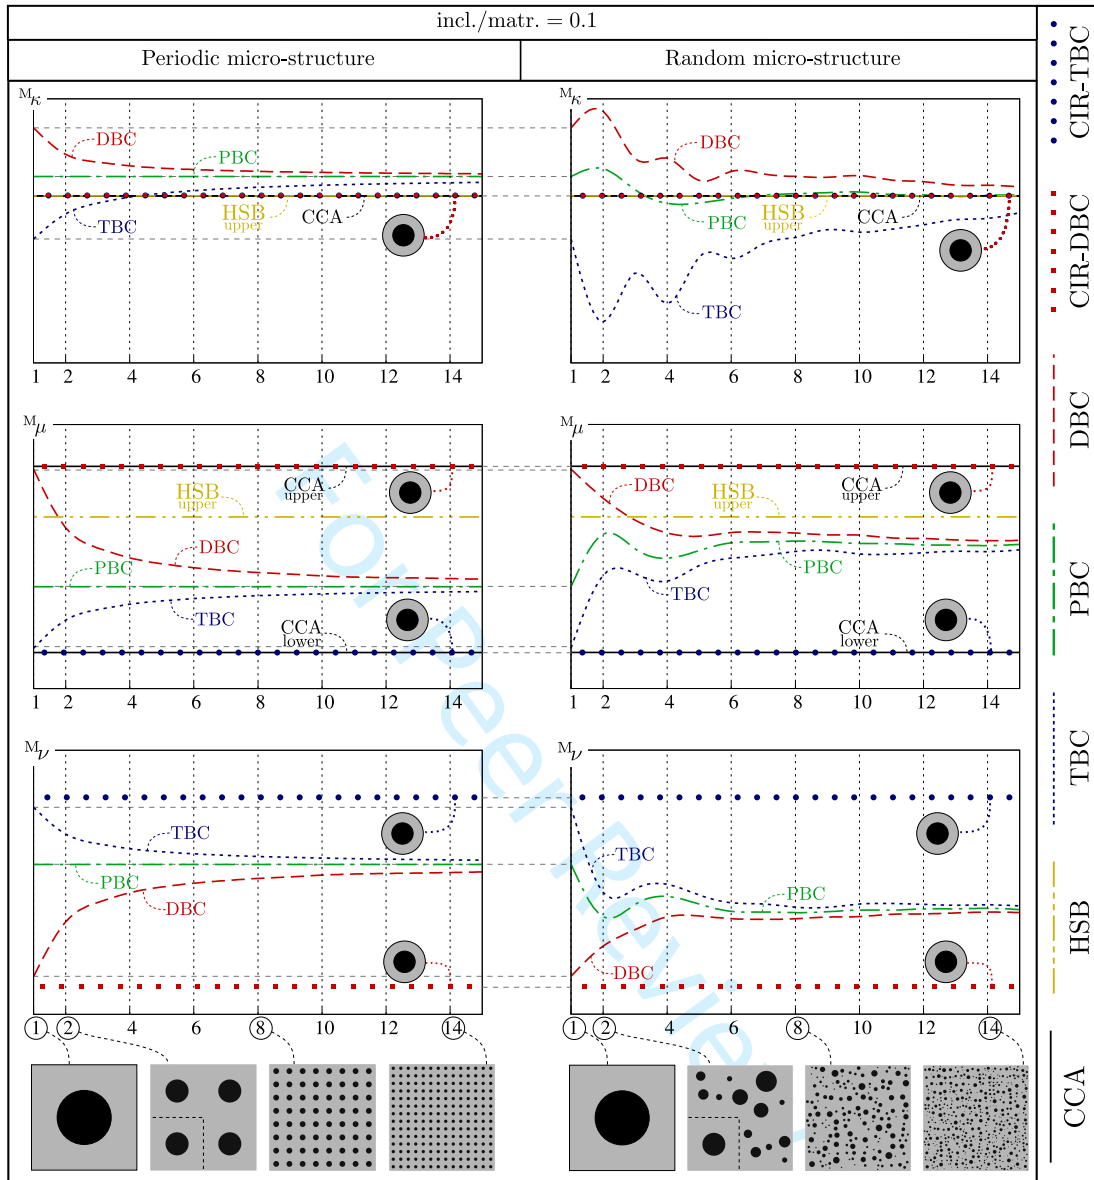 incl./matr. = 0.1
Periodic micro-structure
Random micro-structure
Mκ
DBC
PBC
HSB
upper
CCA
TBC
1 2 4 6 8 10 12 14
Mκ
DBC
PBC
HSB
upper
CCA
TBC
1 2 4 6 8 10 12 14
Mμ
CCA
upper
HSB
upper
DBC
PBC
TBC
CCA
lower
1 2 4 6 8 10 12 14
Mμ
DBC
HSB
upper
CCA
upper
PBC
TBC
CCA
lower
1 2 4 6 8 10 12 14
Mν
TBC
PBC
DBC
1 2 4 6 8 10 12 14
Mν
TBC
PBC
DBC
1 2 4 6 8 10 12 14
CIR-TBC
CIR-DBC
DBC
PBC
TBC
HSB
CCA
For Peer Review